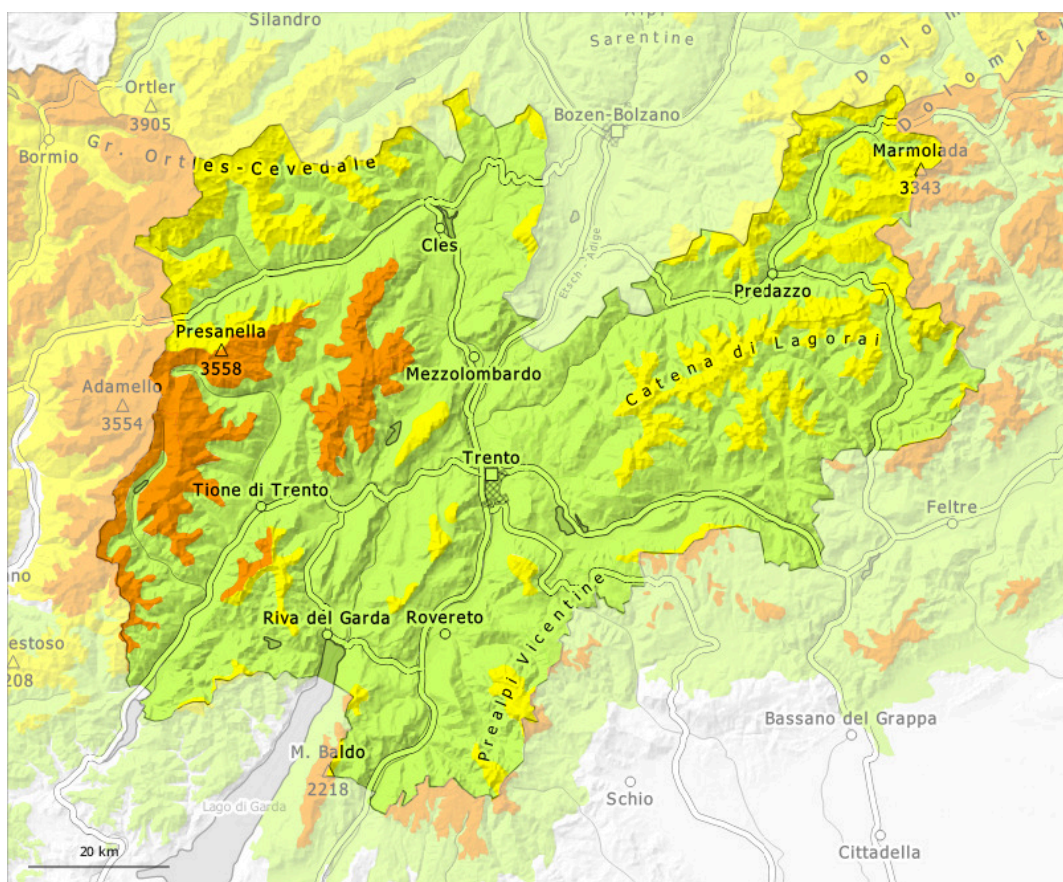 Silandro
Sarentine
Ortler
3905
Bozen-Bolzano
Bormio
Gr. Ortles-Cevedale
Dolomiti
Marmolada
3343
Cles
Etsch - Adige
Predazzo
Presanella
3558
Catena di Lagorai
Mezzolombardo
Adamello
3554
Trento
Tione di Trento
Feltre
Riva del Garda
Rovereto
Prealpi Vicentine
Bassano del Grappa
M. Baldo
2218
Lago di Garda
Schio
20 km
Cittadella